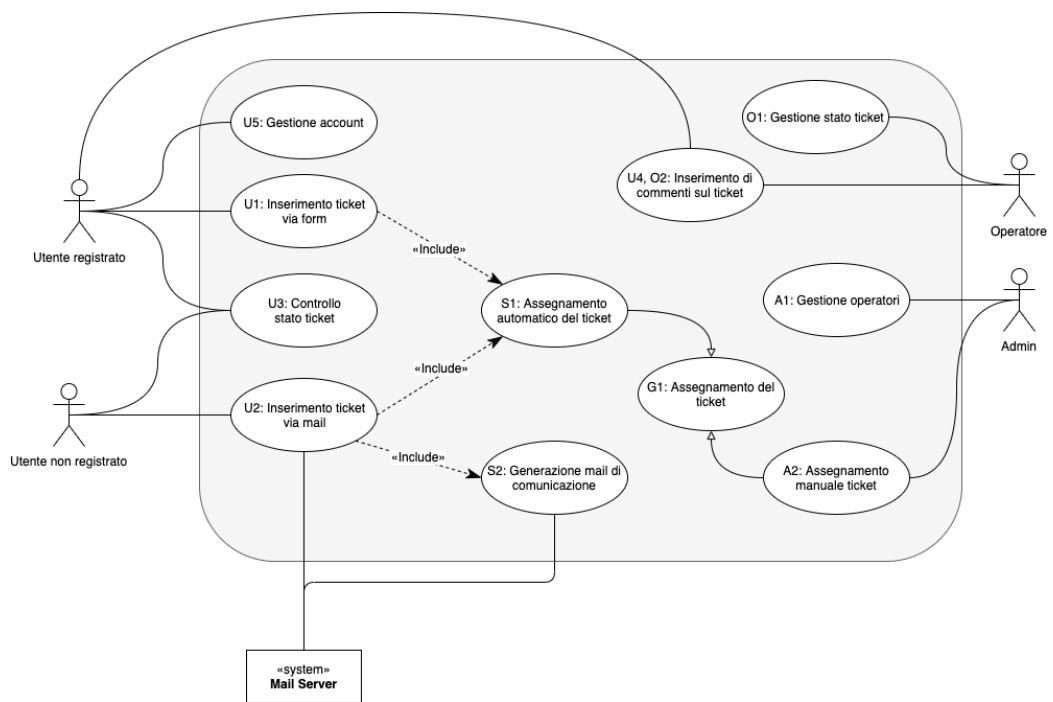 U5: Gestione account
O1: Gestione stato ticket
U4, O2: Inserimento di
commenti sul ticket
U1: Inserimento ticket
via form
Utente registrato
Operatore
«Include»
U3: Controllo
stato ticket
S1: Assegnamento
automatico del ticket
A1: Gestione operatori
Admin
«Include»
G1: Assegnamento del
ticket
U2: Inserimento ticket
via mail
Utente non registrato
«Include»
S2: Generazione mail di
comunicazione
A2: Assegnamento
manuale ticket
«system»
Mail Server